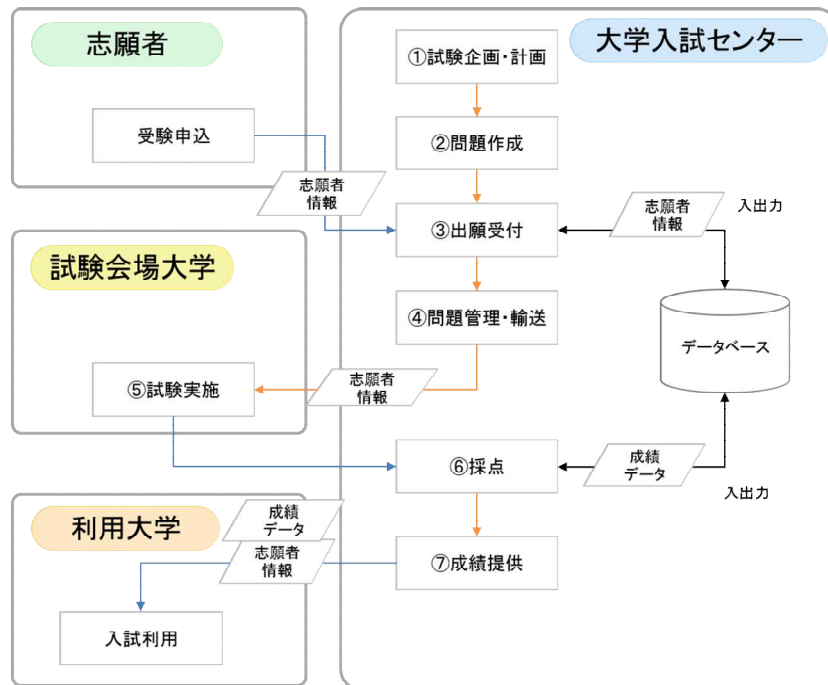 志願者
大学入試センター
①試験企画・計画
受験申込
②問題作成
志願者
情報
③出願受付
志願者
情報
入出力
試験会場大学
④問題管理・輸送
データベース
⑤試験実施
志願者
情報
⑥採点
成績
データ
入出力
利用大学
成績
データ
志願者
情報
⑦成績提供
入試利用